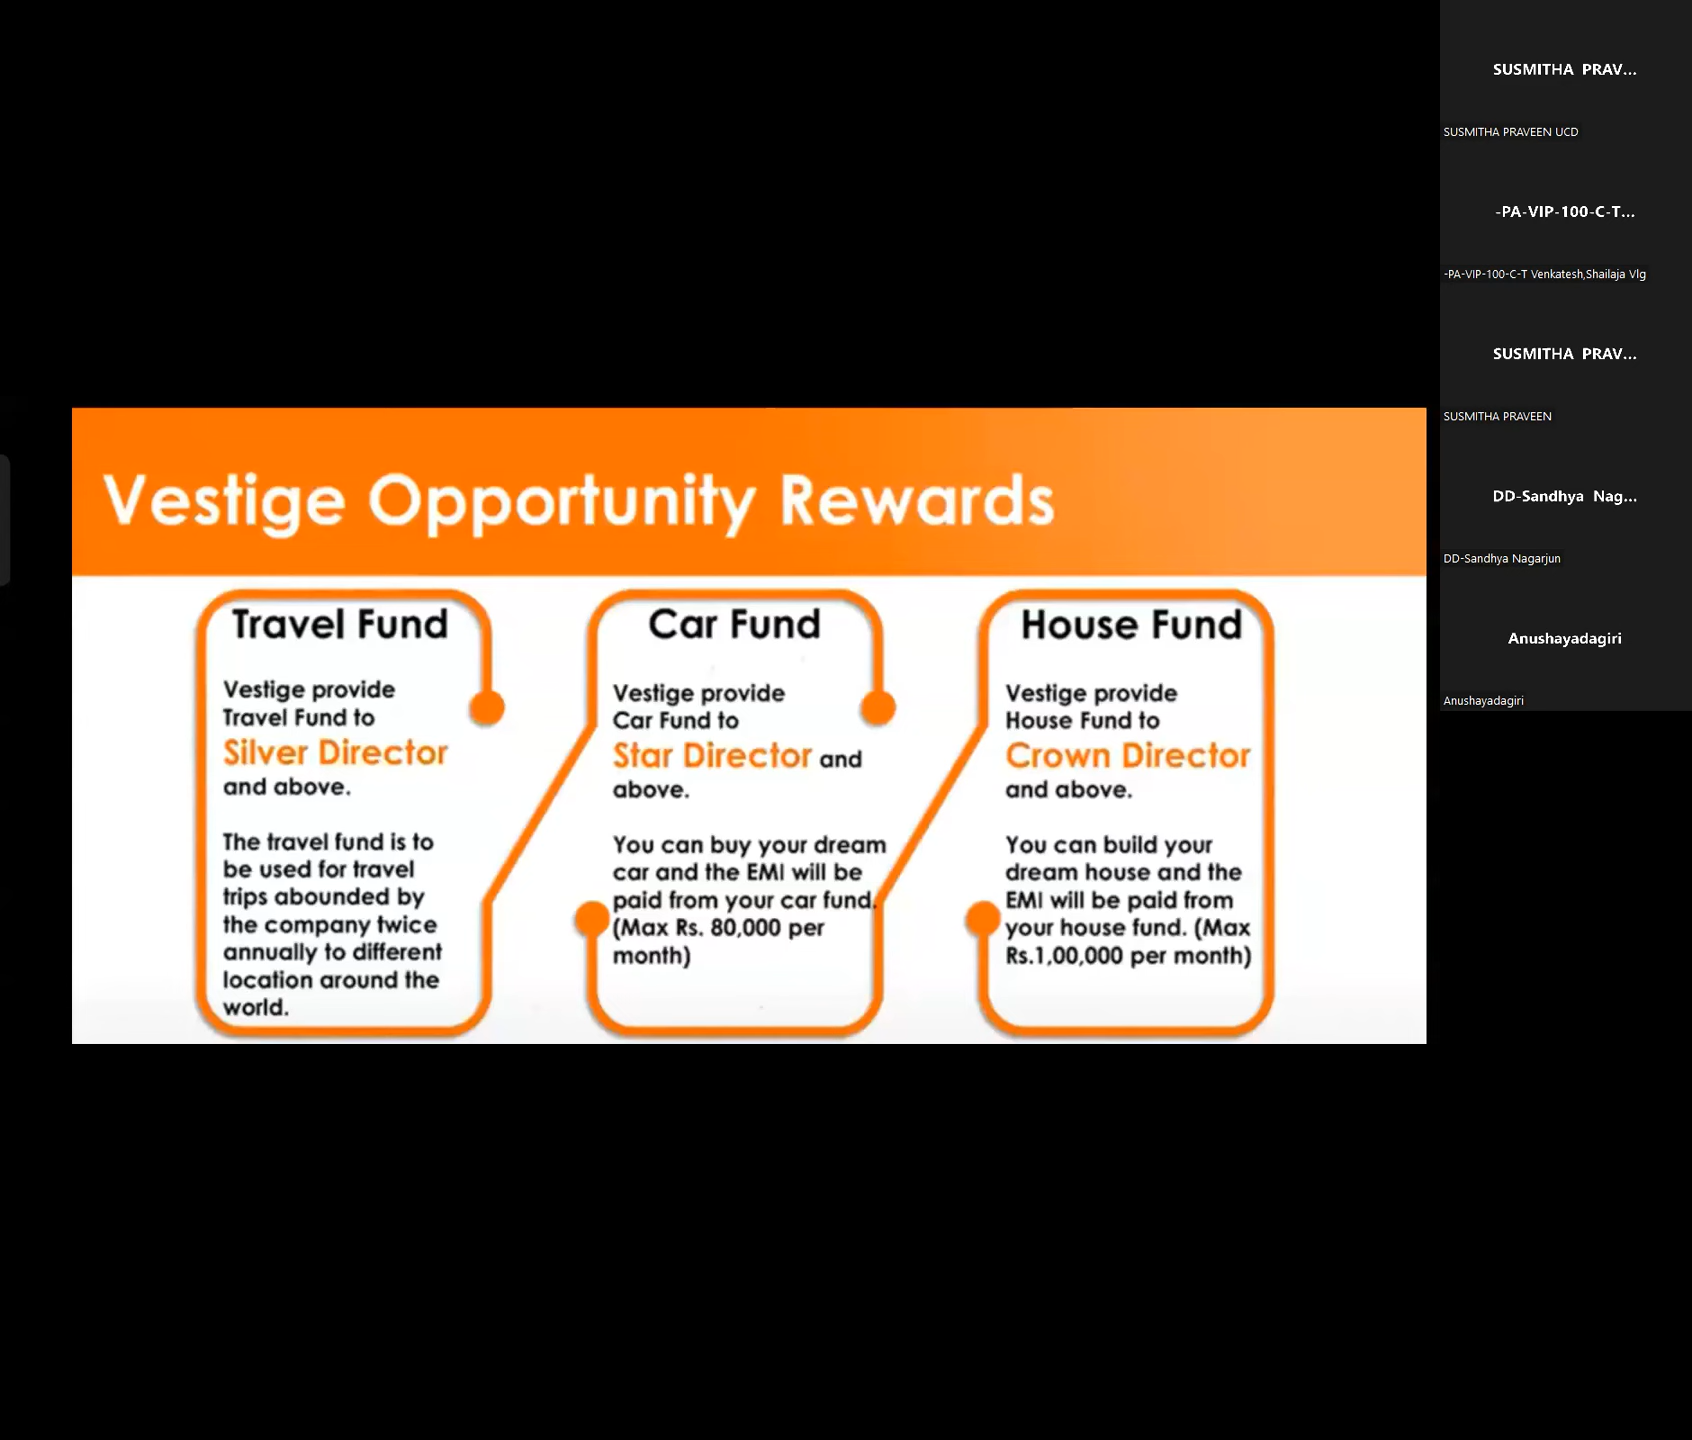 Vestige Opportunity Rewards
Travel Fund
Vestige provide
Travel Fund to
Silver Director
and above.
The travel fund is to
be used for travel
trips abounded by
the company twice
annually to different
location around the
world.
Car Fund
Vestige provide
Car Fund to
Star Director and
above.
You can buy your dream
car and the EMI will be
paid from your car fund.
(Max Rs. 80,000 per
month)
House Fund
Vestige provide
House Fund to
Crown Director
and above.
You can build your
dream house and the
EMI will be paid from
your house fund. (Max
Rs.1,00,000 per month)
SUSMITHA PRAV...
SUSMITHA PRAVEEN UCD
-PA-VIP-100-C-T...
-PA-VIP-100-C-T Venkatesh,Shailaja Vlg
SUSMITHA PRAV...
SUSMITHA PRAVEEN
DD-Sandhya Nag...
DD-Sandhya Nagarjun
Anushayadagiri
Anushayadagiri